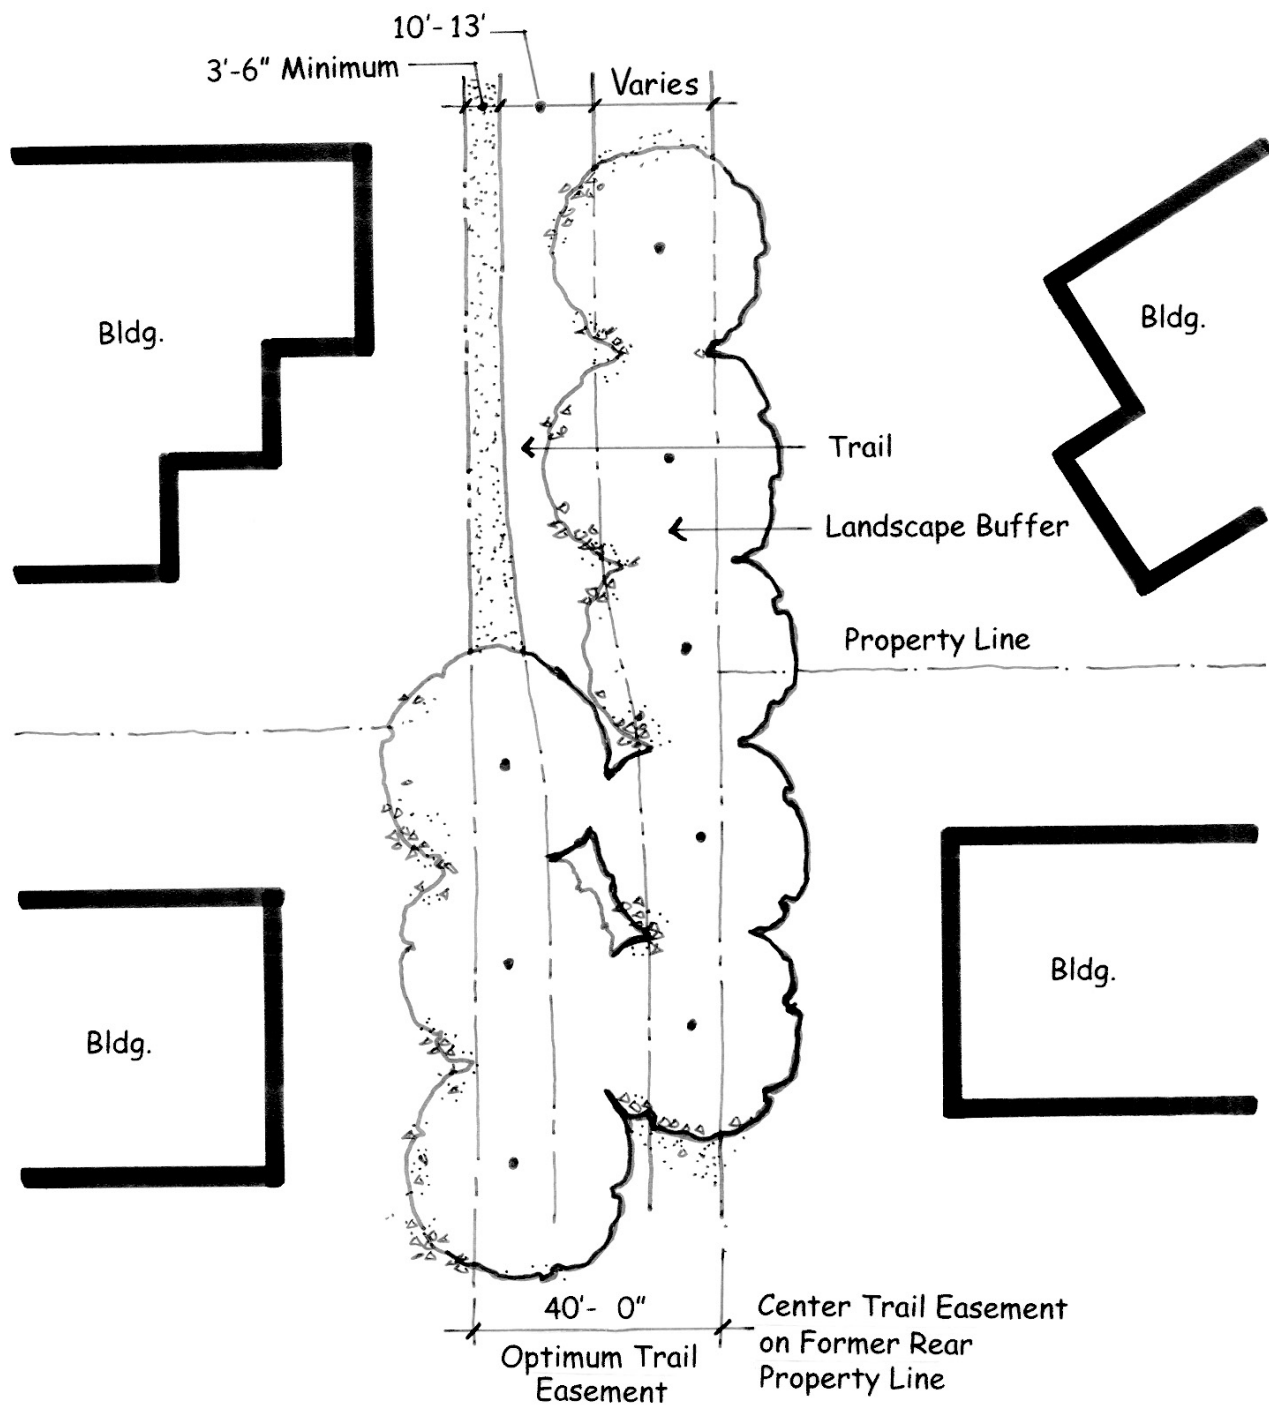 10'-13'
3'-6" Minimum
Varies
Bldg.
Bldg.
Trail
Landscape Buffer
Property Line
Bldg.
Bldg.
40'- 0"
Optimum Trail
Easement
Center Trail Easement
on Former Rear
Property Line